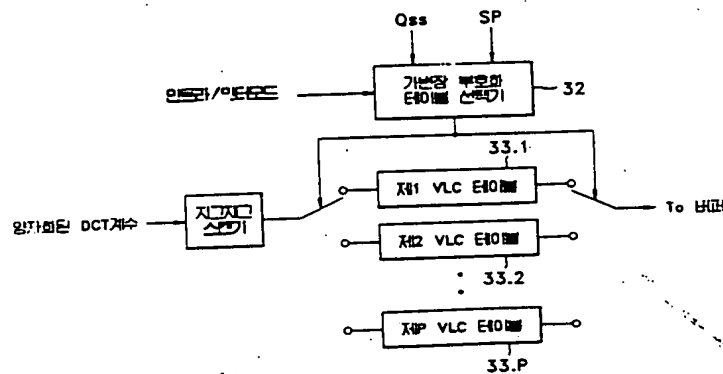 Qss SP
인트라/인터모드
가변장 부호화
테이블 선택기
32
33.1
제1 VLC 테이블
양자화된 DCT계수
지그재그
스캔기
To 버퍼
제2 VLC 테이블
33.2
제P VLC 테이블
33.P